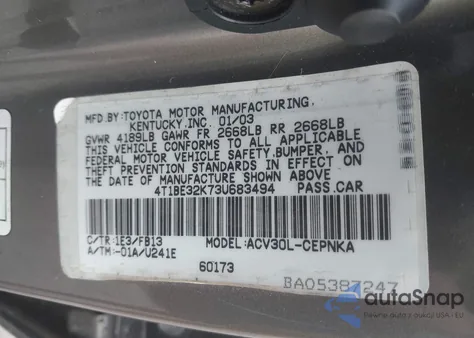 MFD.BY:TOYOTA MOTOR MANUFACTURING,
KENTUCKY,INC. 01/03
GVWR 4189LB GAWR FR 2668LB RR 2668LB
THIS VEHICLE CONFORMS TO ALL APPLICABLE
FEDERAL MOTOR VEHICLE SAFETY,BUMPER, AND
THEFT PREVENTION STANDARDS IN EFFECT ON
THE DATE OF MANUFACTURE SHOWN ABOVE.
4T1BE32K73U683494 PASS.CAR
C/TR:1E3/FB13 MODEL:ACV30L-CEPNKA
A/TM:-01A/U241E
60173
BA05387247
autoSnap